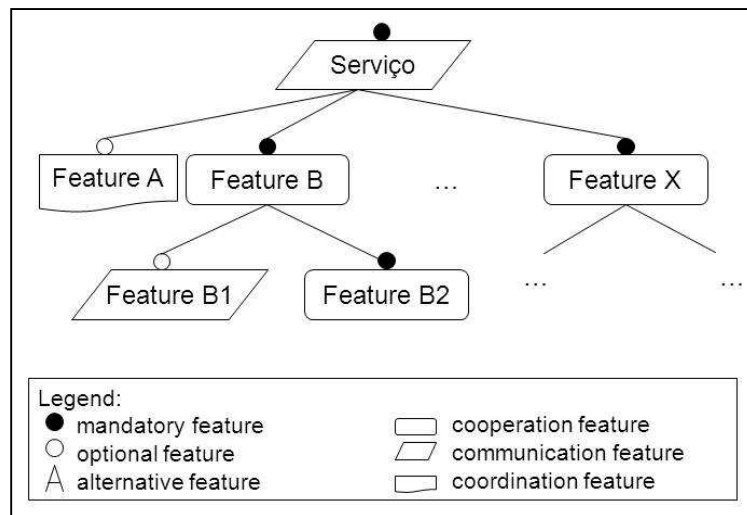 Serviço
Feature A
Feature B
...
Feature X
Feature B1
Feature B2
...
...
Legend:
mandatory feature
optional feature
alternative feature
cooperation feature
communication feature
coordination feature